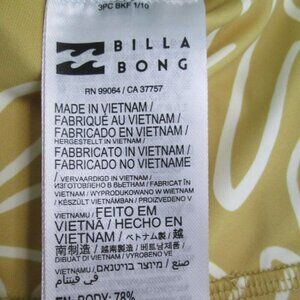 3PC BKF 1/10
BILLA
BONG
RN 99064 / CA 37757
MADE IN VIETNAM /
FABRIQUÉ AU VIETNAM /
FABRICADO EN VIETNAM /
HERGESTELLT IN VIETNAM /
FABBRICATO IN VIETNAM /
FABRICADO NO VIETNAME
/ VERVAARDIGD IN VIETNAM /
ИЗГОТОВЛЕНО ВО ВЬЕТНАМ / FABRICAT ÎN
VIETNAM / WYPRODUKOWANO W WIETNAMIE
/ KÉSZÜLT VIETNÁMBAN / PROIZVEDENO V
VIETNAMU / FEITO EM
VIETNÃ / HECHO EN
VIETNAM / ベトナム製 / 越
南制造 / 越南製造 / 베트남제품 /
DIBUAT DI VIETNAM / VYROBENO VE
VIETNAMU / صنع
في فيتنام / מיוצר בוייטנאם
EN: BODY: 78%